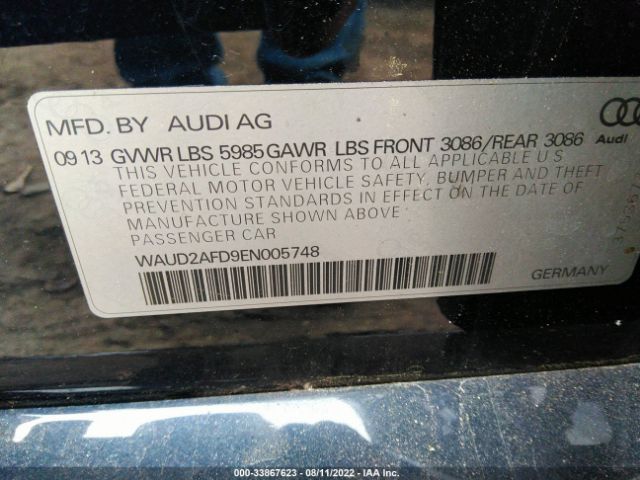 MFD. BY AUDI AG
09 13 GVWR LBS 5985 GAWR LBS FRONT 3086/REAR 3086
Audi
THIS VEHICLE CONFORMS TO ALL APPLICABLE U S
FEDERAL MOTOR VEHICLE SAFETY, BUMPER AND THEFT
PREVENTION STANDARDS IN EFFECT ON THE DATE OF
MANUFACTURE SHOWN ABOVE
PASSENGER CAR
WAUD2AFD9EN005748
GERMANY
000-33867623 - 08/11/2022 - IAA Inc.